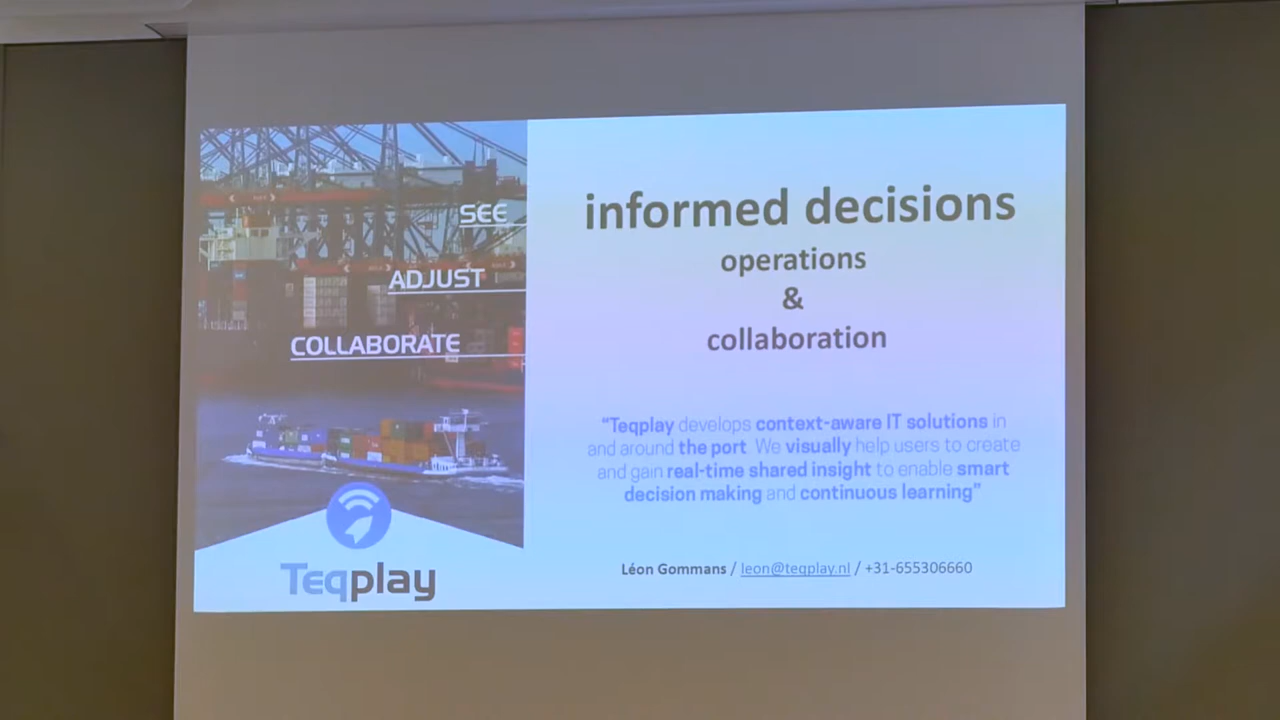 SEE
ADJUST
COLLABORATE
Teqplay
informed decisions
operations
&
collaboration
“Teqplay develops context-aware IT solutions in
and around the port. We visually help users to create
and gain real-time shared insight to enable smart
decision making and continuous learning”
Léon Gommans / leon@teqplay.nl / +31-655306660